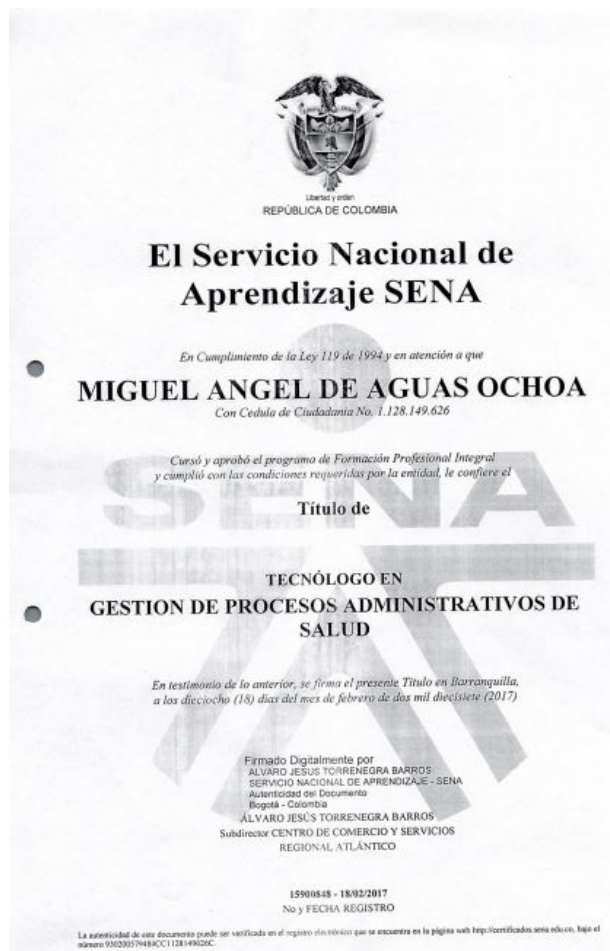 Libertad y orden
REPÚBLICA DE COLOMBIA
El Servicio Nacional de
Aprendizaje SENA
En Cumplimiento de la Ley 119 de 1994 y en atención a que
MIGUEL ANGEL DE AGUAS OCHOA
Con Cedula de Ciudadania No. 1.128.149.626
Cursó y aprobó el programa de Formación Profesional Integral
y cumplió con las condiciones requeridas por la entidad, le confiere el
SENA
Título de
TECNÓLOGO EN
GESTION DE PROCESOS ADMINISTRATIVOS DE
SALUD
En testimonio de lo anterior, se firma el presente Título en Barranquilla,
a los dieciocho (18) días del mes de febrero de dos mil diecisiete (2017)
Firmado Digitalmente por
ALVARO JESUS TORRENEGRA BARROS
SERVICIO NACIONAL DE APRENDIZAJE - SENA
Autenticidad del Documento
Bogotá - Colombia
ÁLVARO JESÚS TORRENEGRA BARROS
Subdirector CENTRO DE COMERCIO Y SERVICIOS
REGIONAL ATLÁNTICO
15900848 - 18/02/2017
No y FECHA REGISTRO
La autenticidad de este documento puede ser verificada en el registro electrónico que se encuentra en la página web http://certificados.sena.edu.co, bajo el
número 930200579484CC1128149626C.